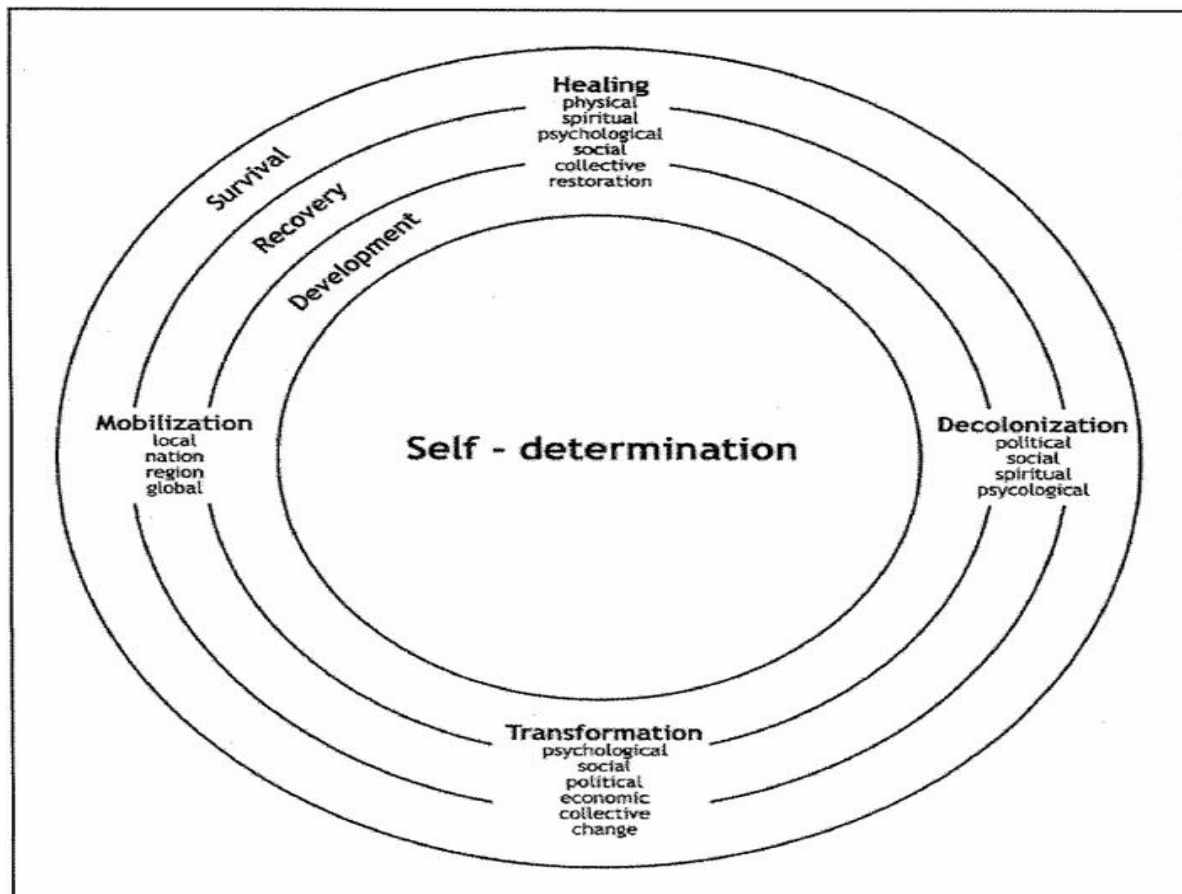 Healing
physical
spiritual
psychological
social
collective
restoration
Survival
Recovery
Development
Mobilization
local
nation
region
global
Self - determination
Decolonization
political
social
spiritual
psycological
Transformation
psychological
social
political
economic
collective
change